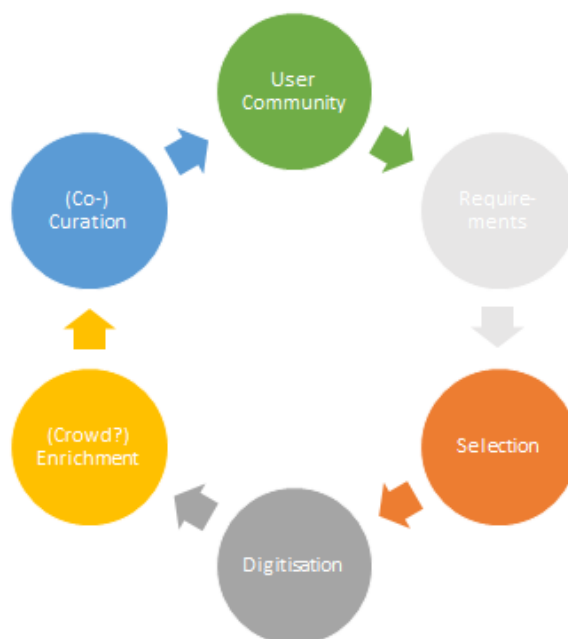 User
Community
Require-
ments
Selection
Digitisation
(Crowd?)
Enrichment
(Co-)
Curation